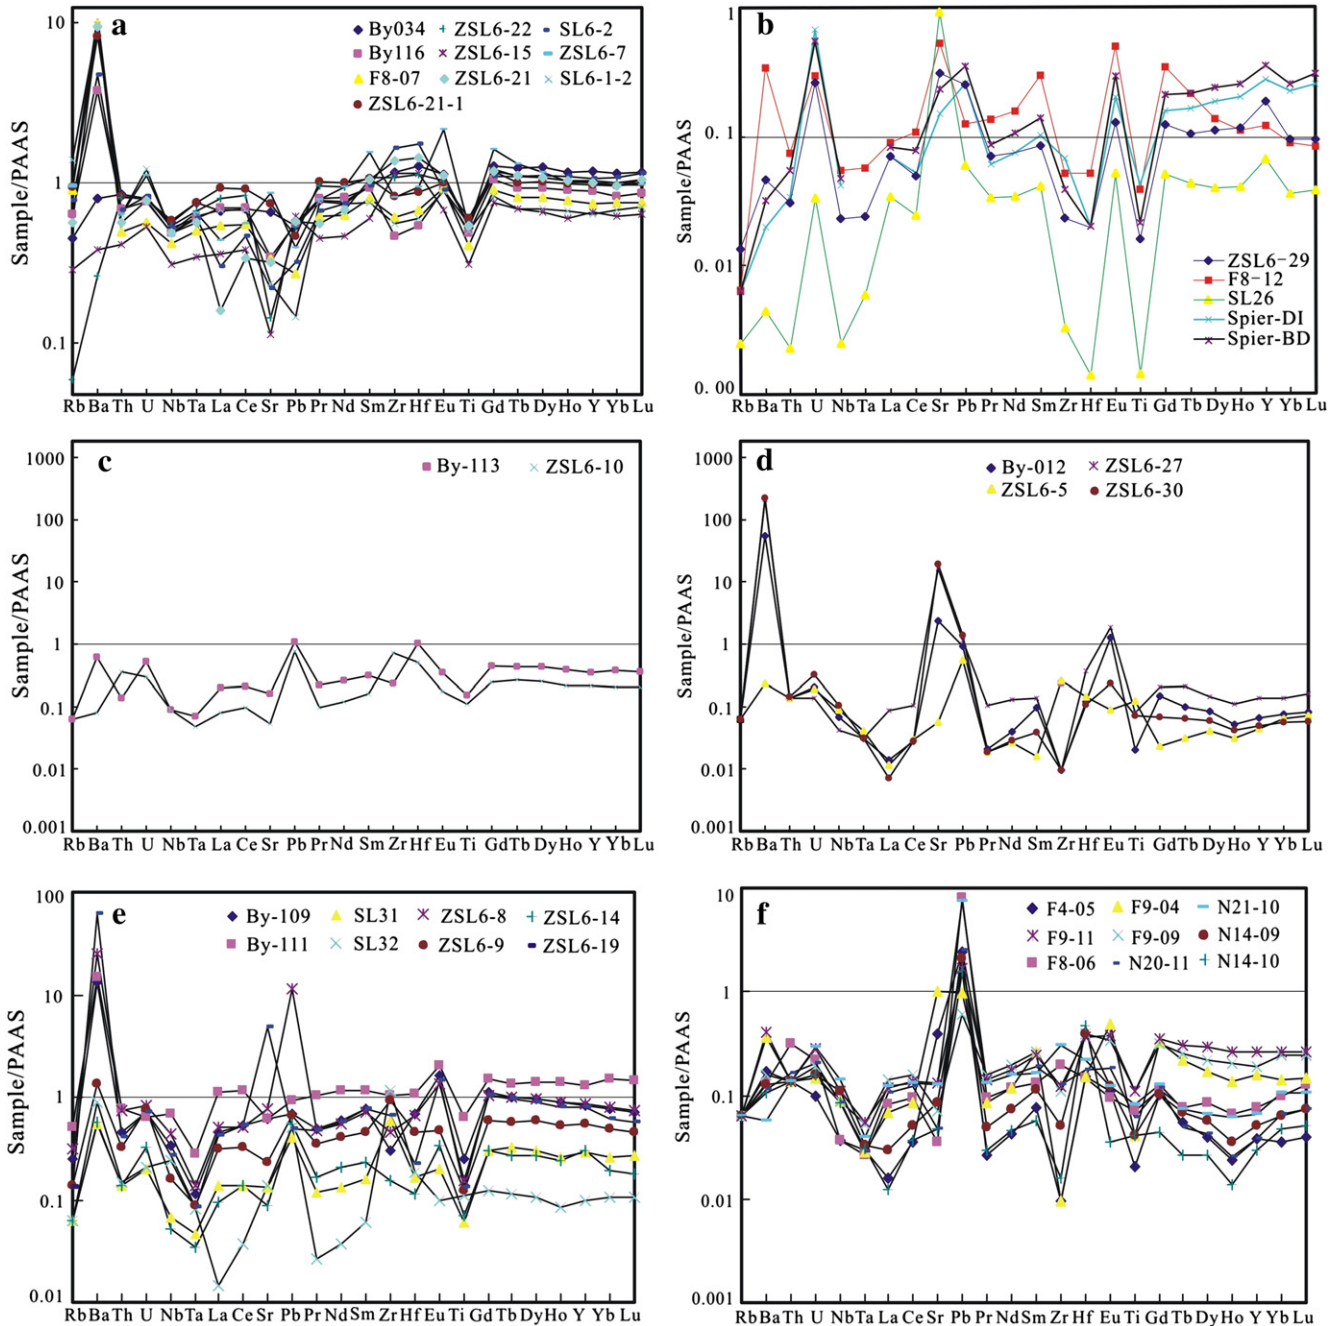 a
By034 ZSL6-22 SL6-2
By116 ZSL6-15 ZSL6-7
F8-07 ZSL6-21 SL6-1-2
ZSL6-21-1
10
1
0.1
Sample/PAAS
Rb Ba Th U Nb Ta La Ce Sr Pb Pr Nd Sm Zr Hf Eu Ti Gd Tb Dy Ho Y Yb Lu
b
1
0.1
0.01
0.00
Sample/PAAS
ZSL6-29
F8-12
SL26
Spier-DI
Spier-BD
Rb Ba Th U Nb Ta La Ce Sr Pb Pr Nd Sm Zr Hf Eu Ti Gd Tb Dy Ho Y Yb Lu
c
By-113 ZSL6-10
1000
100
10
1
0.1
0.01
0.001
Sample/PAAS
Rb Ba Th U Nb Ta La Ce Sr Pb Pr Nd Sm Zr Hf Eu Ti Gd Tb Dy Ho Y Yb Lu
d
By-012 ZSL6-27
ZSL6-5 ZSL6-30
1000
100
10
1
0.1
0.01
0.001
Sample/PAAS
Rb Ba Th U Nb Ta La Ce Sr Pb Pr Nd Sm Zr Hf Eu Ti Gd Tb Dy Ho Y Yb Lu
e
By-109 SL31 ZSL6-8 ZSL6-14
By-111 SL32 ZSL6-9 ZSL6-19
100
10
1
0.1
0.01
Sample/PAAS
Rb Ba Th U Nb Ta La Ce Sr Pb Pr Nd Sm Zr Hf Eu Ti Gd Tb Dy Ho Y Yb Lu
f
F4-05 F9-04 N21-10
F9-11 F9-09 N14-09
F8-06 N20-11 N14-10
10
1
0.1
0.01
0.001
Sample/PAAS
Rb Ba Th U Nb Ta La Ce Sr Pb Pr Nd Sm Zr Hf Eu Ti Gd Tb Dy Ho Y Yb Lu